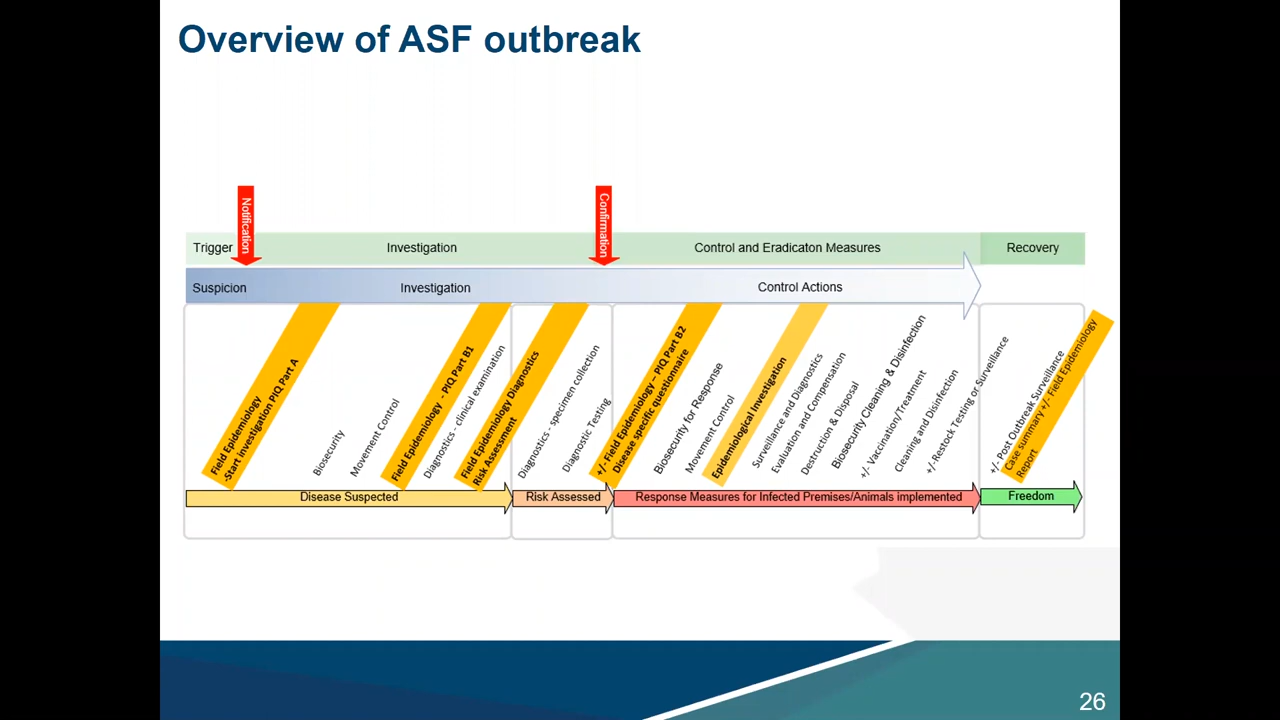 Overview of ASF outbreak
Notification
Confirmation
Trigger
Investigation
Control and Eradicaton Measures
Recovery
Suspicion
Investigation
Control Actions
Field Epidemiology
-Start investigation PIQ Part A
Biosecurity
Movement Control
Field Epidemiology - PIQ Part B1
Diagnostics - clinical examination
Field Epidemiology Diagnostics
Risk Assessment
Diagnostics - specimen collection
Diagnostic Testing
+/- Field Epidemiology – PIQ Part B2
Disease specific questionnaire
Biosecurity for Response
Movement Control
Epidemiological Investigation
Surveillance and Diagnostics
Evaluation and Compensation
Destruction & Disposal
Biosecurity Cleaning & Disinfection
+/- Vaccination/Treatment
Cleaning and Disinfection
+/-Restock Testing or Surveillance
+/- Post Outbreak Surveillance
Case summary +/- Field Epidemiology
Report
Disease Suspected
Risk Assessed
Response Measures for Infected Premises/Animals implemented
Freedom
26